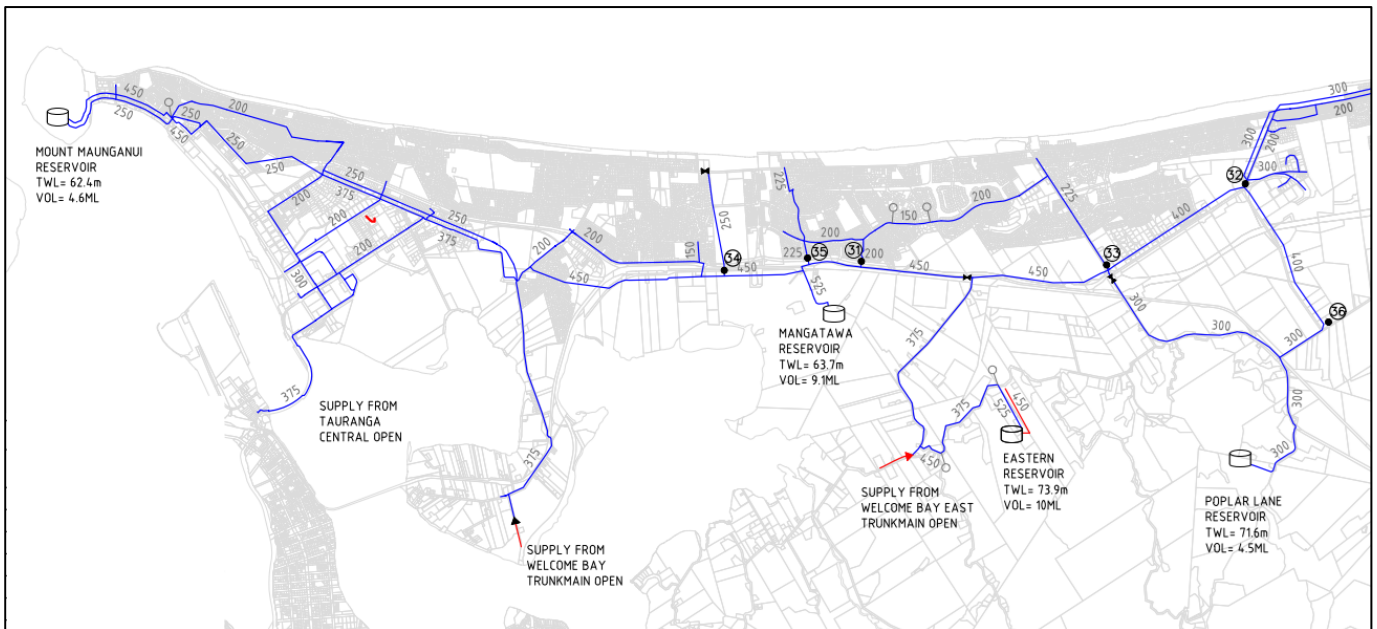 450
250
450
200
250
250
250
MOUNT MAUNGANUI
RESERVOIR
TWL= 62.4m
VOL= 4.6ML
200
375
250
200
200
375
300
375
SUPPLY FROM
TAURANGA
CENTRAL OPEN
200
200
450
375
SUPPLY FROM
WELCOME BAY
TRUNKMAIN OPEN
150
250
34
450
225
225
35
200
31
200
525
150
200
450
450
MANGATAWA
RESERVOIR
TWL= 63.7m
VOL= 9.1ML
375
375
525
450
450
SUPPLY FROM
WELCOME BAY EAST
TRUNKMAIN OPEN
EASTERN
RESERVOIR
TWL= 73.9m
VOL= 10ML
225
33
400
300
300
32
300
200
300
200
300
400
36
300
300
300
POPLAR LANE
RESERVOIR
TWL= 71.6m
VOL= 4.5ML